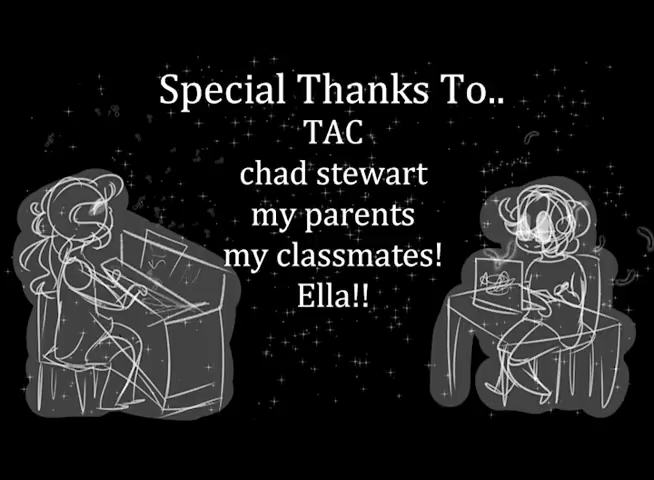 Special Thanks To..
TAC
chad stewart
my parents
my classmates!
Ella!!